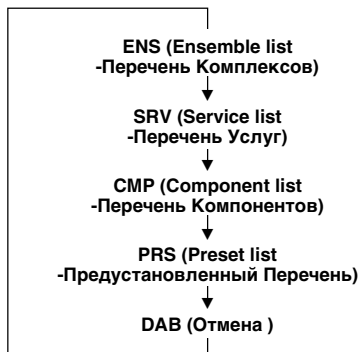 ENS (Ensemble list
-Перечень Комплексов)
SRV (Service list
-Перечень Услуг)
CMP (Component list
-Перечень Компонентов)
PRS (Preset list
-Предустановленный Перечень)
DAB (Отмена )